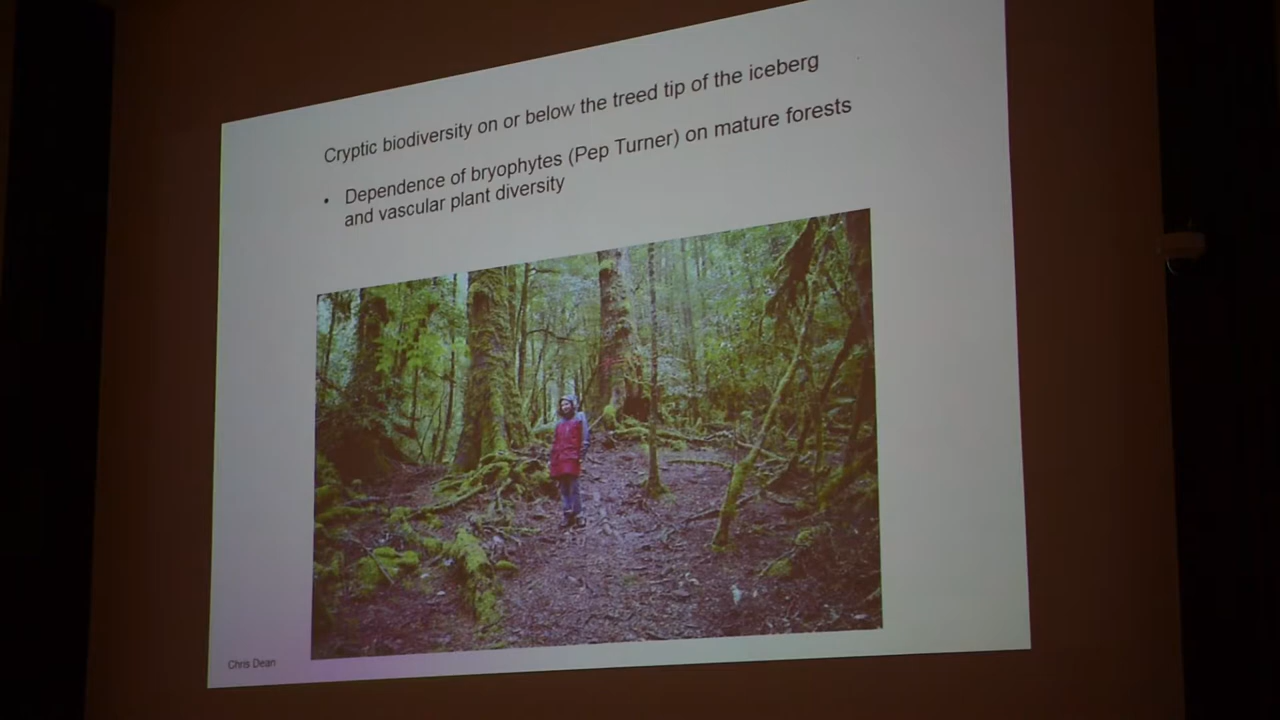 Cryptic biodiversity on or below the treed tip of the iceberg
• Dependence of bryophytes (Pep Turner) on mature forests
and vascular plant diversity
Chris Dean